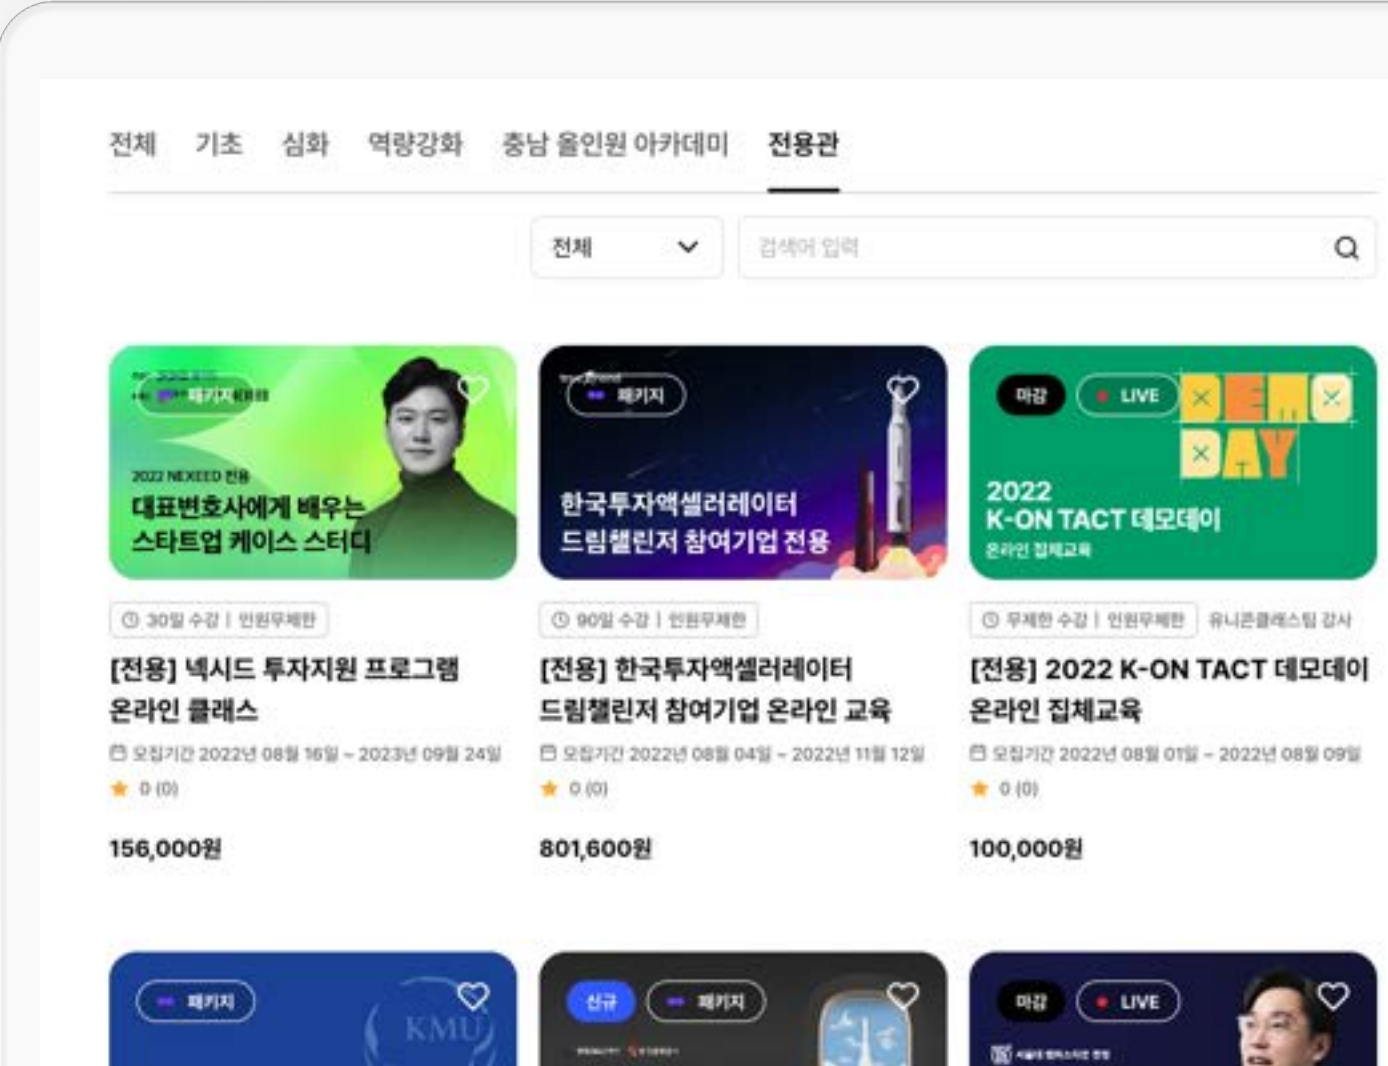 전체 기초 심화 역량강화 충남 올인원 아카데미 전용관
전체 검색어 입력
패키지
2022 NEXEED 전용
대표변호사에게 배우는
스타트업 케이스 스터디
패키지
한국투자액셀러레이터
드림챌린저 참여기업 전용
마감 LIVE DEMO
DAY
2022
K-ON TACT 데모데이
온라인 집체교육
30일 수강 | 인원무제한
[전용] 넥시드 투자지원 프로그램
온라인 클래스
모집기간 2022년 08월 16일 ~ 2023년 09월 24일
0 (0)
156,000원
90일 수강 | 인원무제한
[전용] 한국투자액셀러레이터
드림챌린저 참여기업 온라인 교육
모집기간 2022년 08월 04일 ~ 2022년 11월 12일
0 (0)
801,600원
무제한 수강 | 인원무제한 유니콘클래스팀 강사
[전용] 2022 K-ON TACT 데모데이
온라인 집체교육
모집기간 2022년 08월 01일 ~ 2022년 08월 09일
0 (0)
100,000원
패키지
KMU
신규 패키지
마감 LIVE